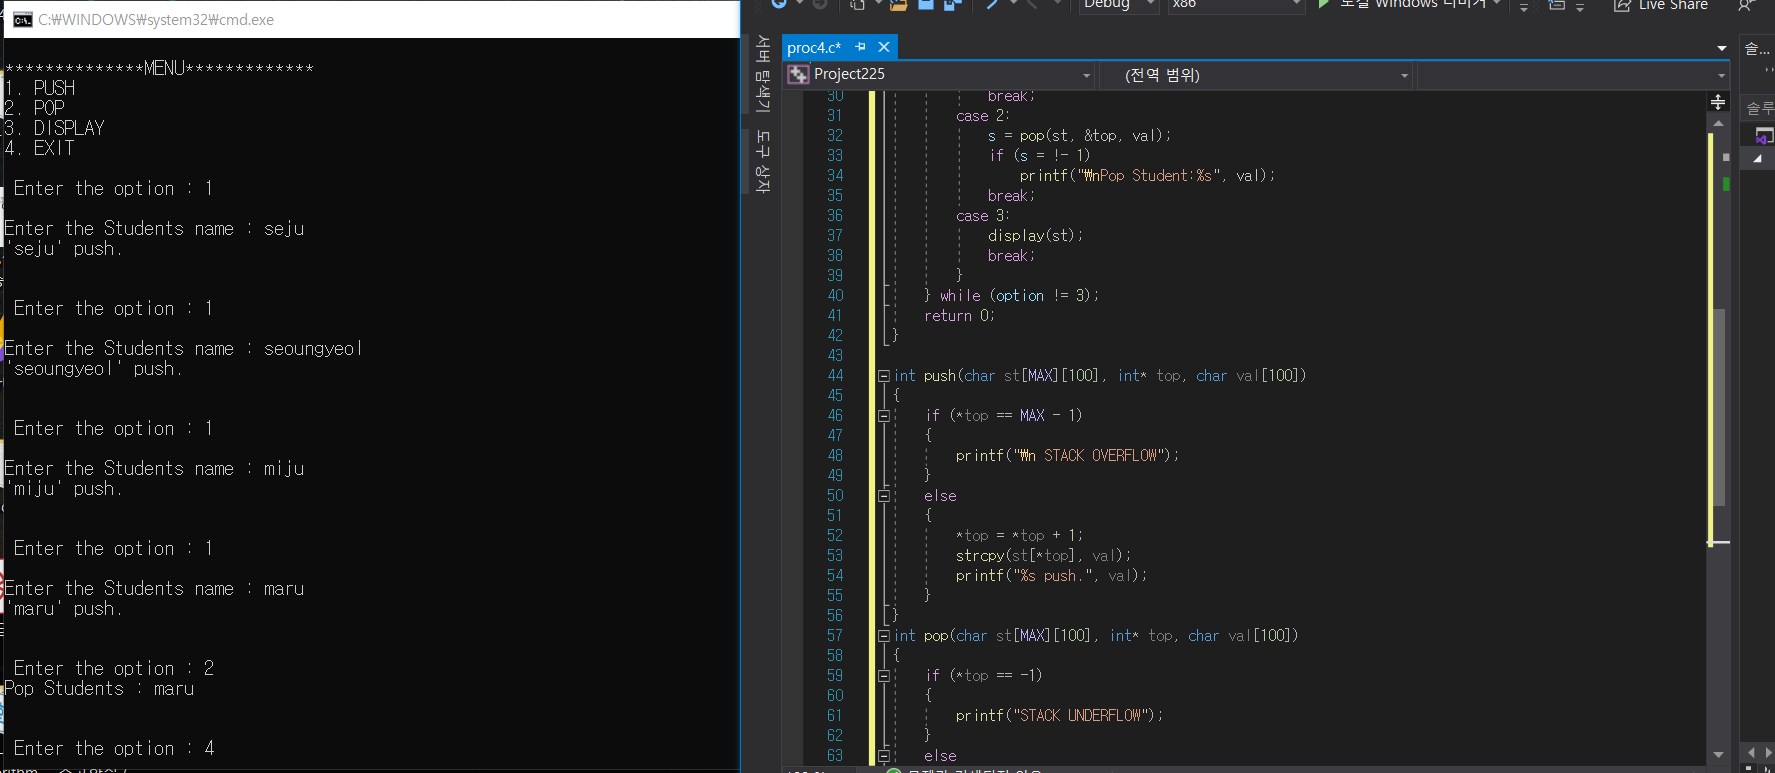 C:₩WINDOWS₩system32₩cmd.exe
**************MENU*************
1. PUSH
2. POP
3. DISPLAY
4. EXIT
Enter the option : 1
Enter the Students name : seju
'seju' push.
Enter the option : 1
Enter the Students name : seoungyeol
'seoungyeol' push.
Enter the option : 1
Enter the Students name : miju
'miju' push.
Enter the option : 1
Enter the Students name : maru
'maru' push.
Enter the option : 2
Pop Students : maru
Enter the option : 4
Debug
x86
로컬 Windows 디버거
Live Share
서버 탐색기
도구 상자
proc4.c*
Project225
(전역 범위)
솔...
솔루
30 break;
31 case 2:
32 s = pop(st, &top, val);
33 if (s = !- 1)
34 printf("₩nPop Student:%s", val);
35 break;
36 case 3:
37 display(st);
38 break;
39 }
40 } while (option != 3);
41 return 0;
42 }
43
44 int push(char st[MAX][100], int* top, char val[100])
45 {
46 if (*top == MAX - 1)
47 {
48 printf("₩n STACK OVERFLOW");
49 }
50 else
51 {
52 *top = *top + 1;
53 strcpy(st[*top], val);
54 printf("%s push.", val);
55 }
56 }
57 int pop(char st[MAX][100], int* top, char val[100])
58 {
59 if (*top == -1)
60 {
61 printf("STACK UNDERFLOW");
62 }
63 else